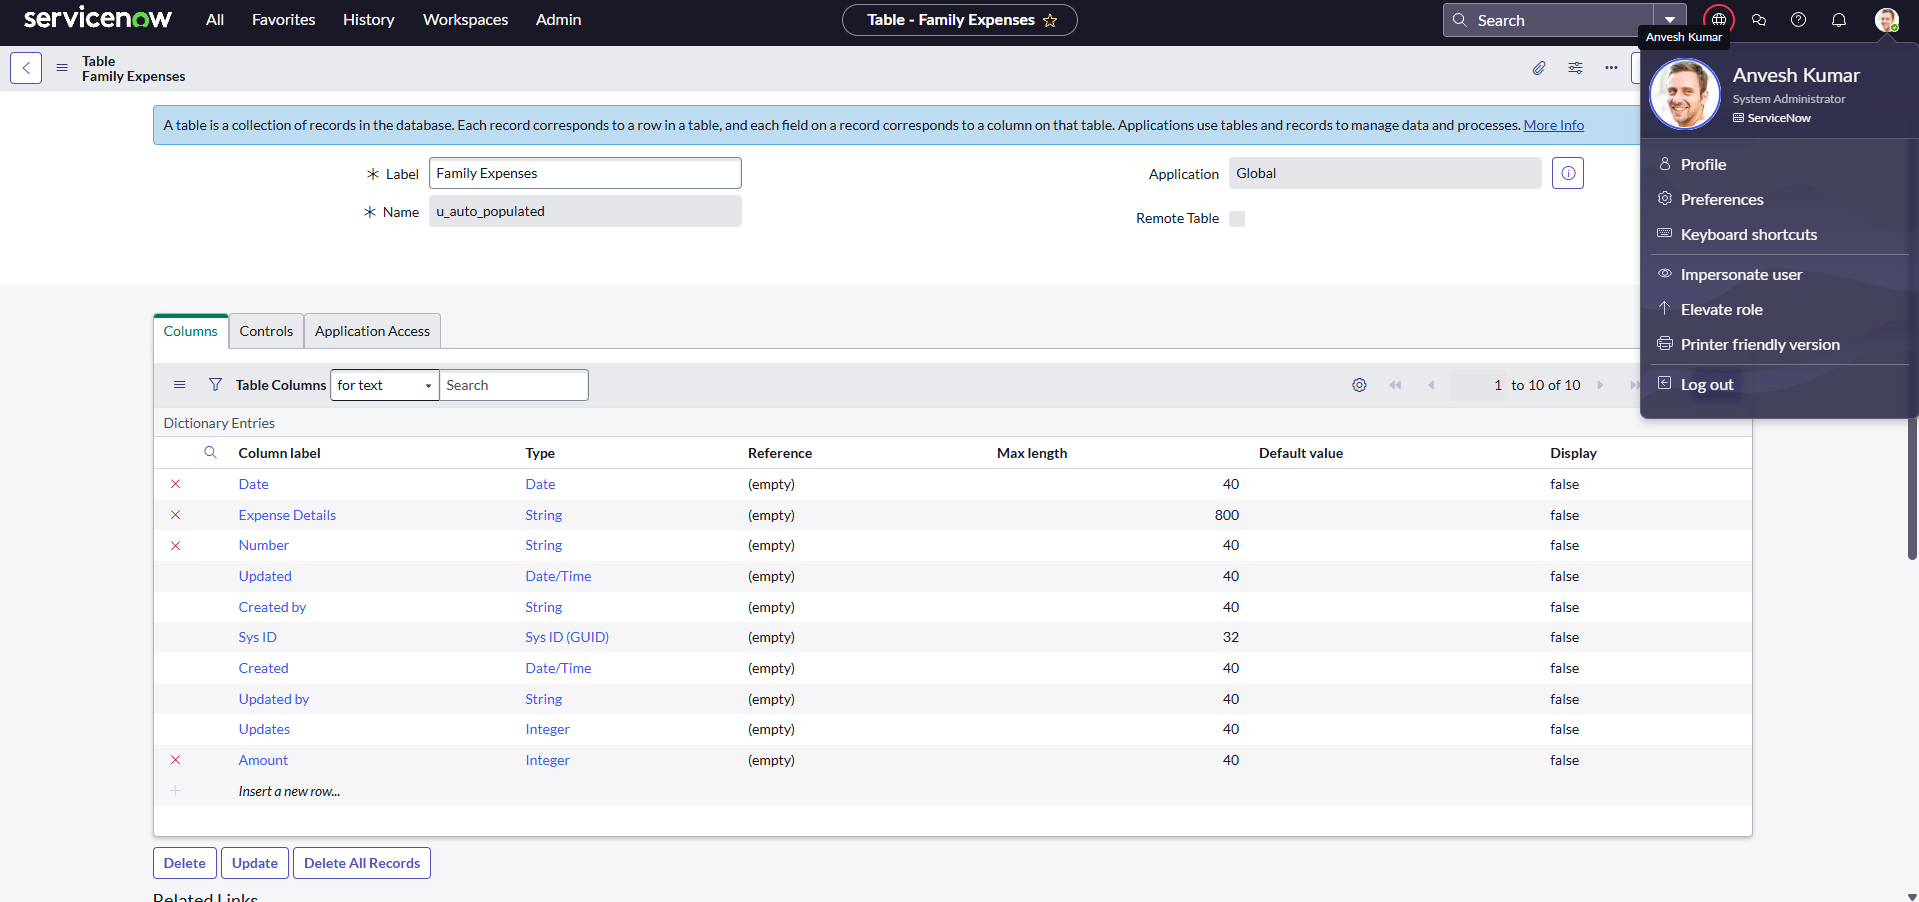 servicenow All Favorites History Workspaces Admin Table - Family Expenses Search
Anvesh Kumar
Table
Family Expenses
Anvesh Kumar
System Administrator
ServiceNow
A table is a collection of records in the database. Each record corresponds to a row in a table, and each field on a record corresponds to a column on that table. Applications use tables and records to manage data and processes. More Info
Label Family Expenses Application Global
Name u_auto_populated Remote Table
Profile
Preferences
Keyboard shortcuts
Impersonate user
Elevate role
Printer friendly version
Log out
Columns Controls Application Access
Table Columns for text Search 1 to 10 of 10
Dictionary Entries
Column label Type Reference Max length Default value Display
Date Date (empty) 40 false
Expense Details String (empty) 800 false
Number String (empty) 40 false
Updated Date/Time (empty) 40 false
Created by String (empty) 40 false
Sys ID Sys ID (GUID) (empty) 32 false
Created Date/Time (empty) 40 false
Updated by String (empty) 40 false
Updates Integer (empty) 40 false
Amount Integer (empty) 40 false
Insert a new row...
Delete Update Delete All Records
Related Links